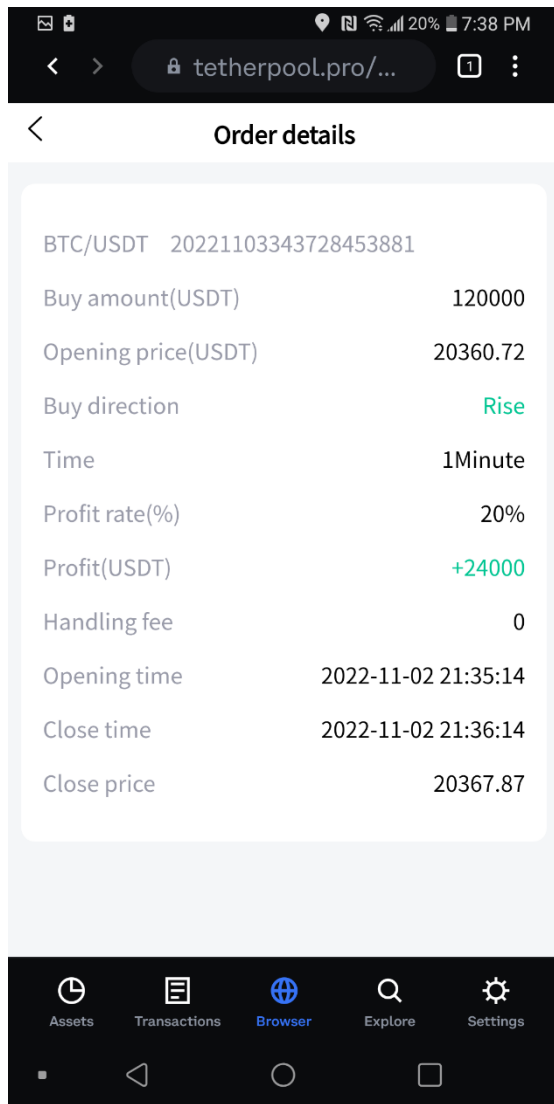 20% 7:38 PM
tetherpool.pro/... 1
Order details
BTC/USDT 20221103343728453881
Buy amount(USDT) 120000
Opening price(USDT) 20360.72
Buy direction Rise
Time 1Minute
Profit rate(%) 20%
Profit(USDT) +24000
Handling fee 0
Opening time 2022-11-02 21:35:14
Close time 2022-11-02 21:36:14
Close price 20367.87
Assets Transactions Browser Explore Settings